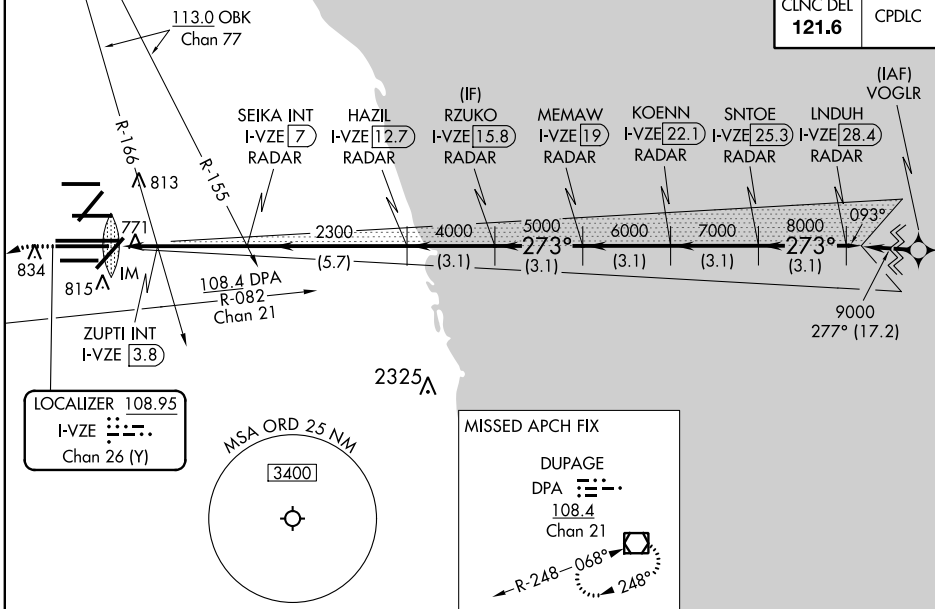 CLNC DEL
121.6
CPDLC
113.0 OBK
Chan 77
(IAF)
VOGLR
SEIKA INT
I-VZE 7
RADAR
HAZIL
I-VZE 12.7
RADAR
(IF)
RZUKO
I-VZE 15.8
RADAR
MEMAW
I-VZE 19
RADAR
KOENN
I-VZE 22.1
RADAR
SNTOE
I-VZE 25.3
RADAR
LNDUH
I-VZE 28.4
RADAR
R-166
R-155
813
771
2300
4000
5000
6000
7000
8000
093°
273°
273°
(5.7)
(3.1)
(3.1)
(3.1)
(3.1)
(3.1)
834
815
IM
108.4 DPA
R-082
Chan 21
9000
277° (17.2)
ZUPTI INT
I-VZE 3.8
2325
LOCALIZER 108.95
I-VZE
Chan 26 (Y)
MSA ORD 25 NM
3400
MISSED APCH FIX
DUPAGE
DPA
108.4
Chan 21
R-248
068°
248°